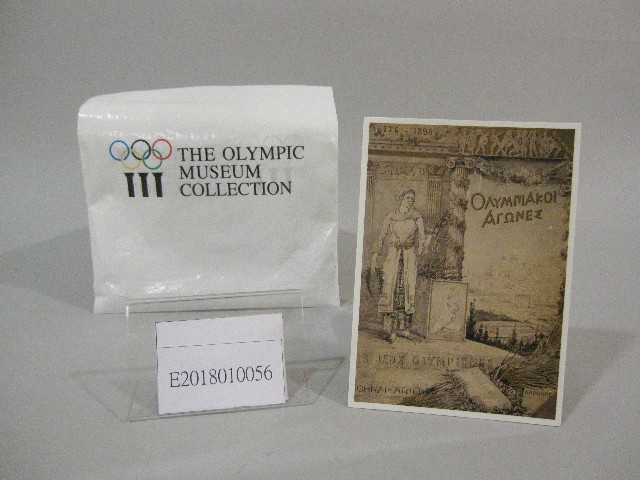 THE OLYMPIC
MUSEUM
COLLECTION
E2018010056
776 - 1896
ΟΛΥΜΠΙΑΚΟΙ
ΑΓΩΝΕΣ